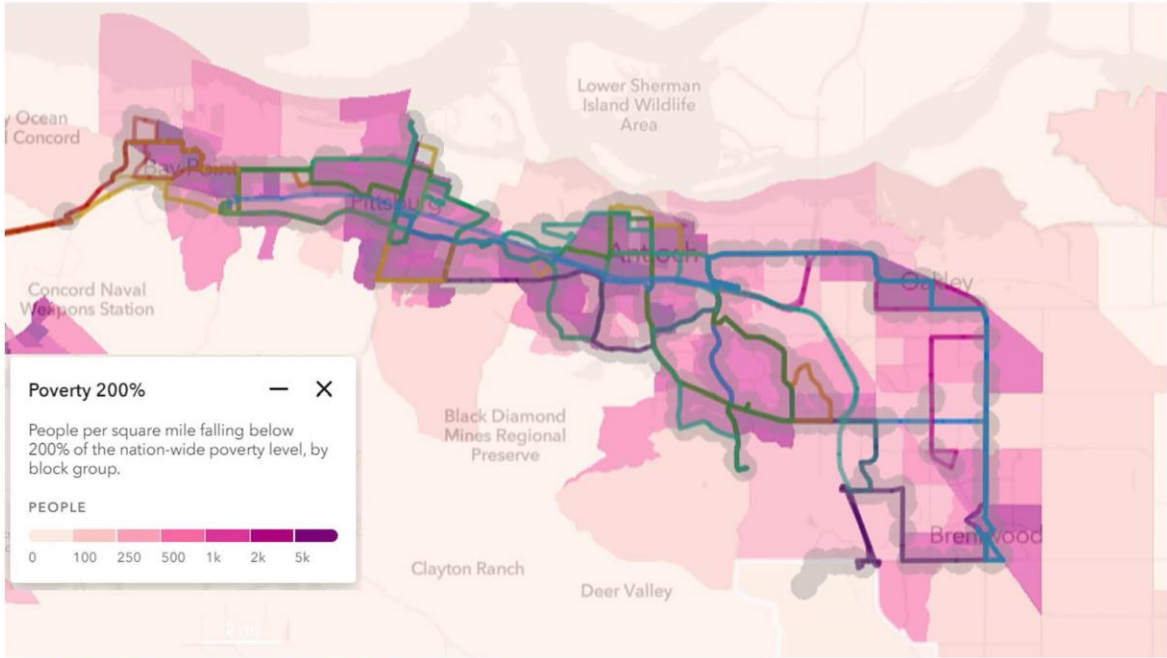 Lower Sherman
Island Wildlife
Area
y Ocean
l Concord
Bay Point
Pittsburg
Antioch
Oakley
Concord Naval
Weapons Station
Poverty 200%
People per square mile falling below
200% of the nation-wide poverty level, by
block group.
PEOPLE
0 100 250 500 1k 2k 5k
Black Diamond
Mines Regional
Preserve
Brentwood
Clayton Ranch
Deer Valley